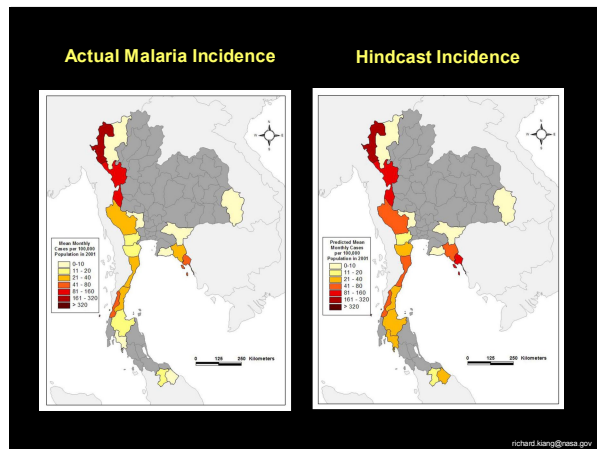 Actual Malaria Incidence
Hindcast Incidence
Mean Monthly
Cases per 100,000
Population in 2001
0-10
11 - 20
21 - 40
41 - 80
81 - 160
161 - 320
> 320
0 125 250 Kilometers
Predicted Mean
Monthly Cases
per 100,000
Population in 2001
0-10
11 - 20
21 - 40
41 - 80
81 - 160
161 - 320
> 320
0 125 250 Kilometers
richard.kiang@nasa.gov